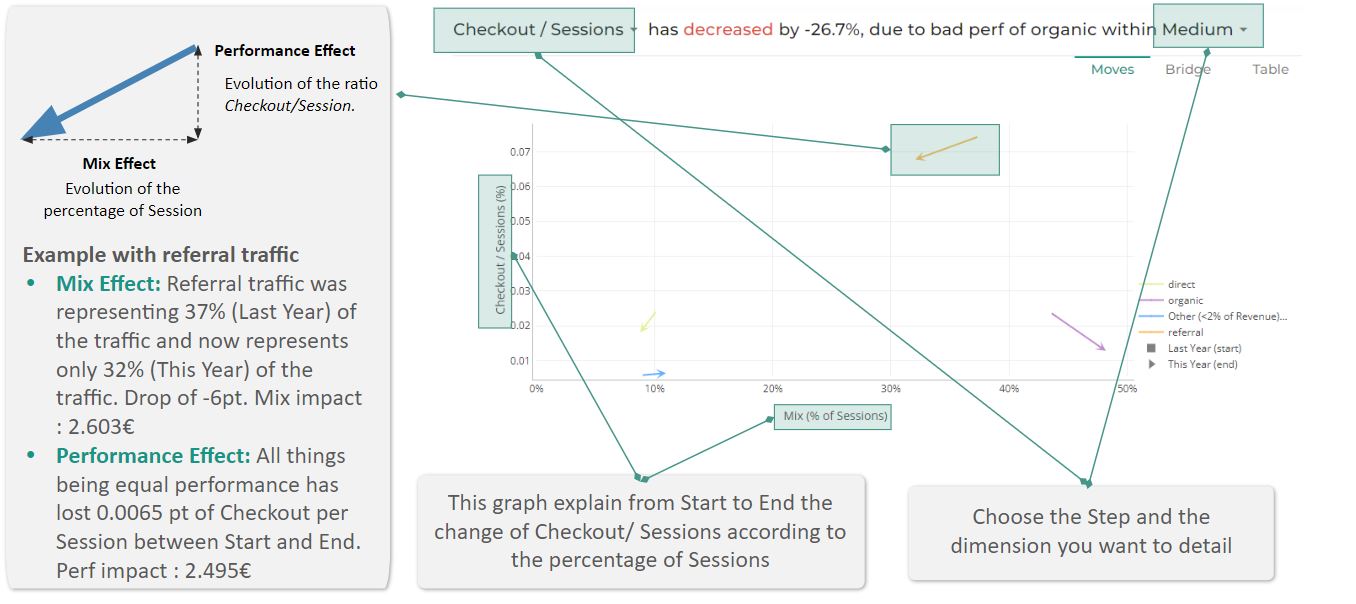 Performance Effect
Evolution of the ratio
Checkout/Session.
Mix Effect
Evolution of the
percentage of Session
Example with referral traffic
• Mix Effect: Referral traffic was
representing 37% (Last Year) of
the traffic and now represents
only 32% (This Year) of the
traffic. Drop of -6pt. Mix impact
: 2.603€
• Performance Effect: All things
being equal performance has
lost 0.0065 pt of Checkout per
Session between Start and End.
Perf impact : 2.495€
Checkout / Sessions has decreased by -26.7%, due to bad perf of organic within Medium
Moves Bridge Table
Checkout / Sessions (%)
0.07
0.06
0.05
0.04
0.03
0.02
0.01
0% 10% 20% 30% 40% 50%
Mix (% of Sessions)
direct
organic
Other (<2% of Revenue)...
referral
Last Year (start)
This Year (end)
This graph explain from Start to End the
change of Checkout/ Sessions according to
the percentage of Sessions
Choose the Step and the
dimension you want to detail